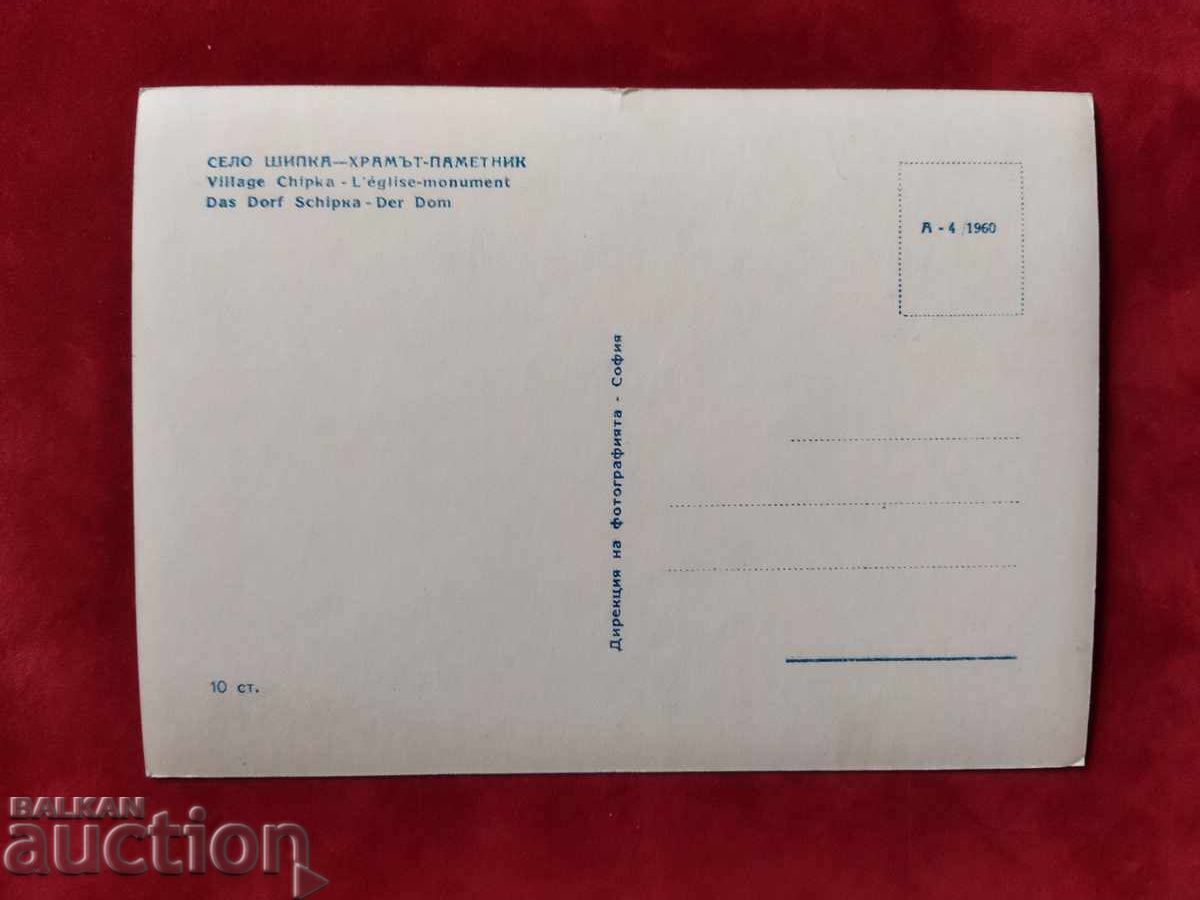 СЕЛО ШИПКА—ХРАМЪТ-ПАМЕТНИК
Village Chipka - L'église-monument
Das Dorf Schipка - Der Dom
А - 4 /1960
Дирекция на фотографията - София
10 ст.
BALKAN
auction